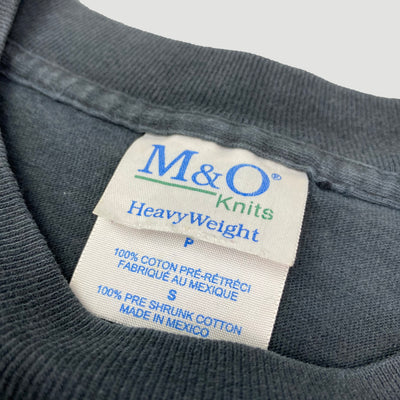 M&O®
Knits
HeavyWeight
P
100% COTON PRÉ-RÉTRÉCI
FABRIQUÉ AU MEXIQUE
S
100% PRE SHRUNK COTTON
MADE IN MEXICO